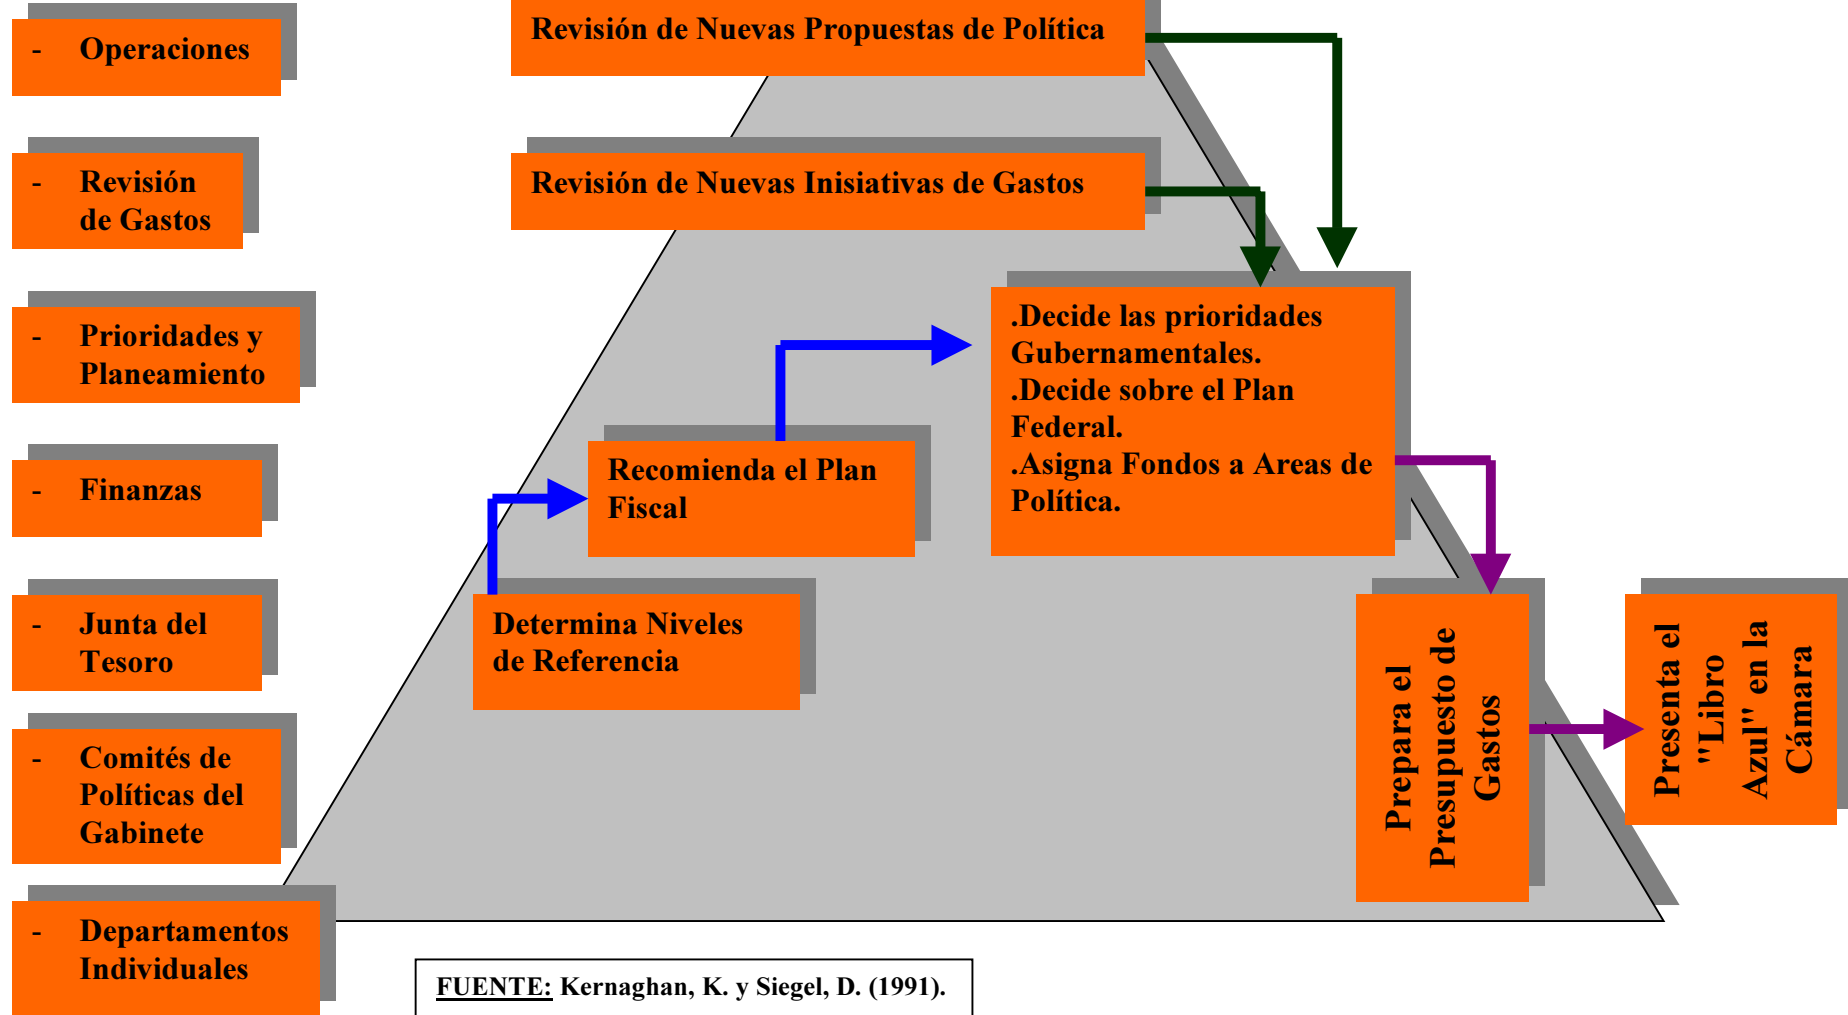 - Operaciones
- Revisión
de Gastos
- Prioridades y
Planeamiento
- Finanzas
- Junta del
Tesoro
- Comités de
Políticas del
Gabinete
- Departamentos
Individuales
Revisión de Nuevas Propuestas de Política
Revisión de Nuevas Inisiativas de Gastos
.Decide las prioridades
Gubernamentales.
.Decide sobre el Plan
Federal.
.Asigna Fondos a Areas de
Política.
Recomienda el Plan
Fiscal
Determina Niveles
de Referencia
Prepara el
Presupuesto de
Gastos
Presenta el
"Libro
Azul" en la
Cámara
FUENTE: Kernaghan, K. y Siegel, D. (1991).